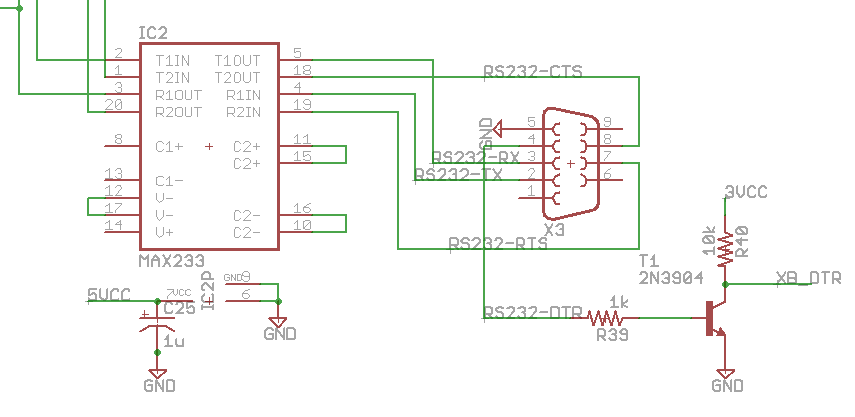 IC2
2 T1IN T1OUT 5
1 T2IN T2OUT 18
3 R1OUT R1IN 4
20 R2OUT R2IN 19
8 C1+ C2+ 11
C2+ 15
13 C1-
12 V-
17 V- C2- 16
14 V+ C2- 10
MAX233
RS232-CTS
GND
5 9
4 8
RS232-RX 3 7
RS232-TX 2 6
1
X3
RS232-RTS
3VCC
10k
R40
T1
2N3904
XB_DTR
5VCC
7 VCC
C25
1u
GND
IC2P
GND 9
6
GND
RS232-DTR
1k
R39
GND